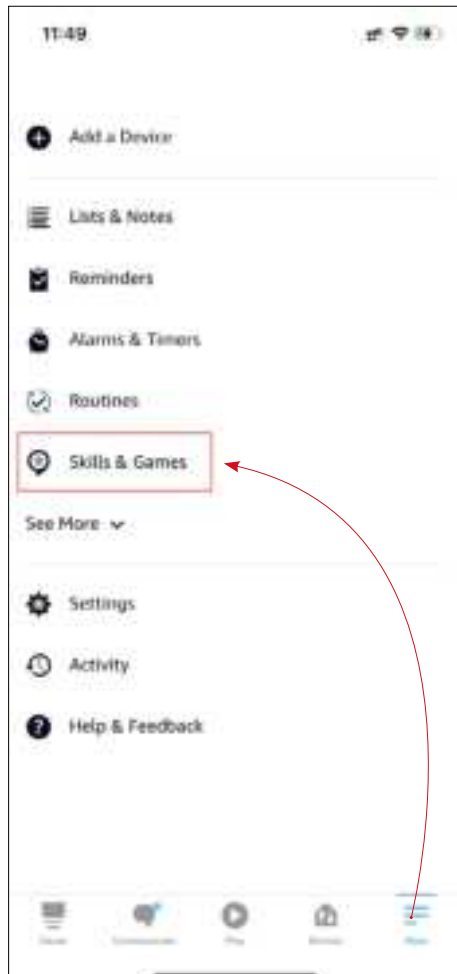 11:49
Add a Device
Lists & Notes
Reminders
Alarms & Timers
Routines
Skills & Games
See More
Settings
Activity
Help & Feedback